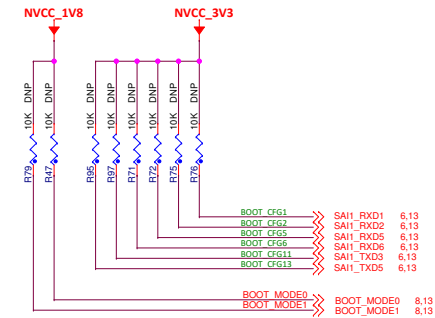 NVCC_1V8
NVCC_3V3
10K DNP
10K DNP
10K DNP
10K DNP
10K DNP
10K DNP
10K DNP
10K DNP
R79
R47
R95
R97
R71
R72
R75
R76
BOOT_CFG1 SAI1_RXD1 6,13
BOOT_CFG2 SAI1_RXD2 6,13
BOOT_CFG5 SAI1_RXD5 6,13
BOOT_CFG6 SAI1_RXD6 6,13
BOOT_CFG11 SAI1_TXD3 6,13
BOOT_CFG13 SAI1_TXD5 6,13
BOOT_MODE0 BOOT_MODE0 8,13
BOOT_MODE1 BOOT_MODE1 8,13